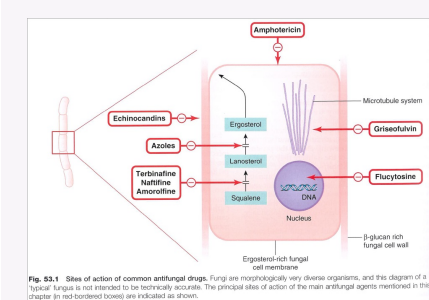 Amphotericin
Microtubule system
Echinocandins
Ergosterol
Griseofulvin
Azoles
Lanosterol
Terbinafine
Naftifine
Amorolfine
Flucytosine
Squalene
DNA
Nucleus
β-glucan rich
fungal cell wall
Ergosterol-rich fungal
cell membrane
Fig. 53.1 Sites of action of common antifungal drugs. Fungi are morphologically very diverse organisms, and this diagram of a
'typical' fungus is not intended to be technically accurate. The principal sites of action of the main antifungal agents mentioned in this
chapter (in red-bordered boxes) are indicated as shown.